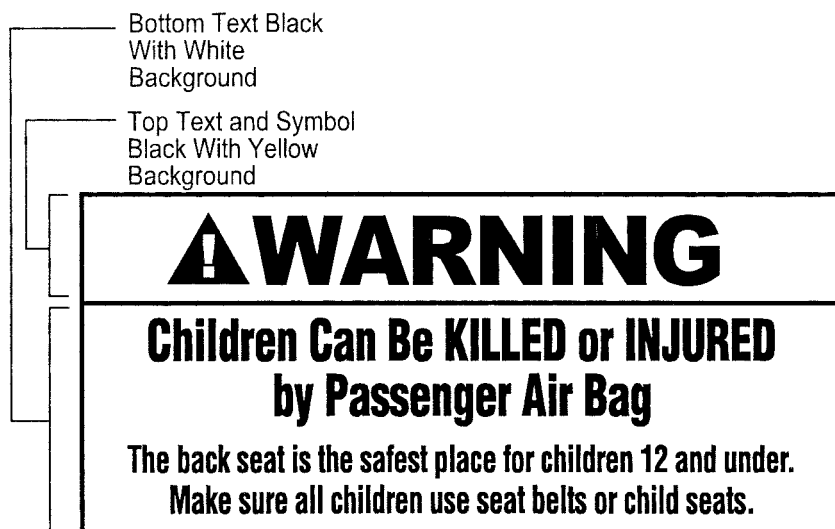 Bottom Text Black
With White
Background
Top Text and Symbol
Black With Yellow
Background
WARNING
Children Can Be KILLED or INJURED
by Passenger Air Bag
The back seat is the safest place for children 12 and under.
Make sure all children use seat belts or child seats.